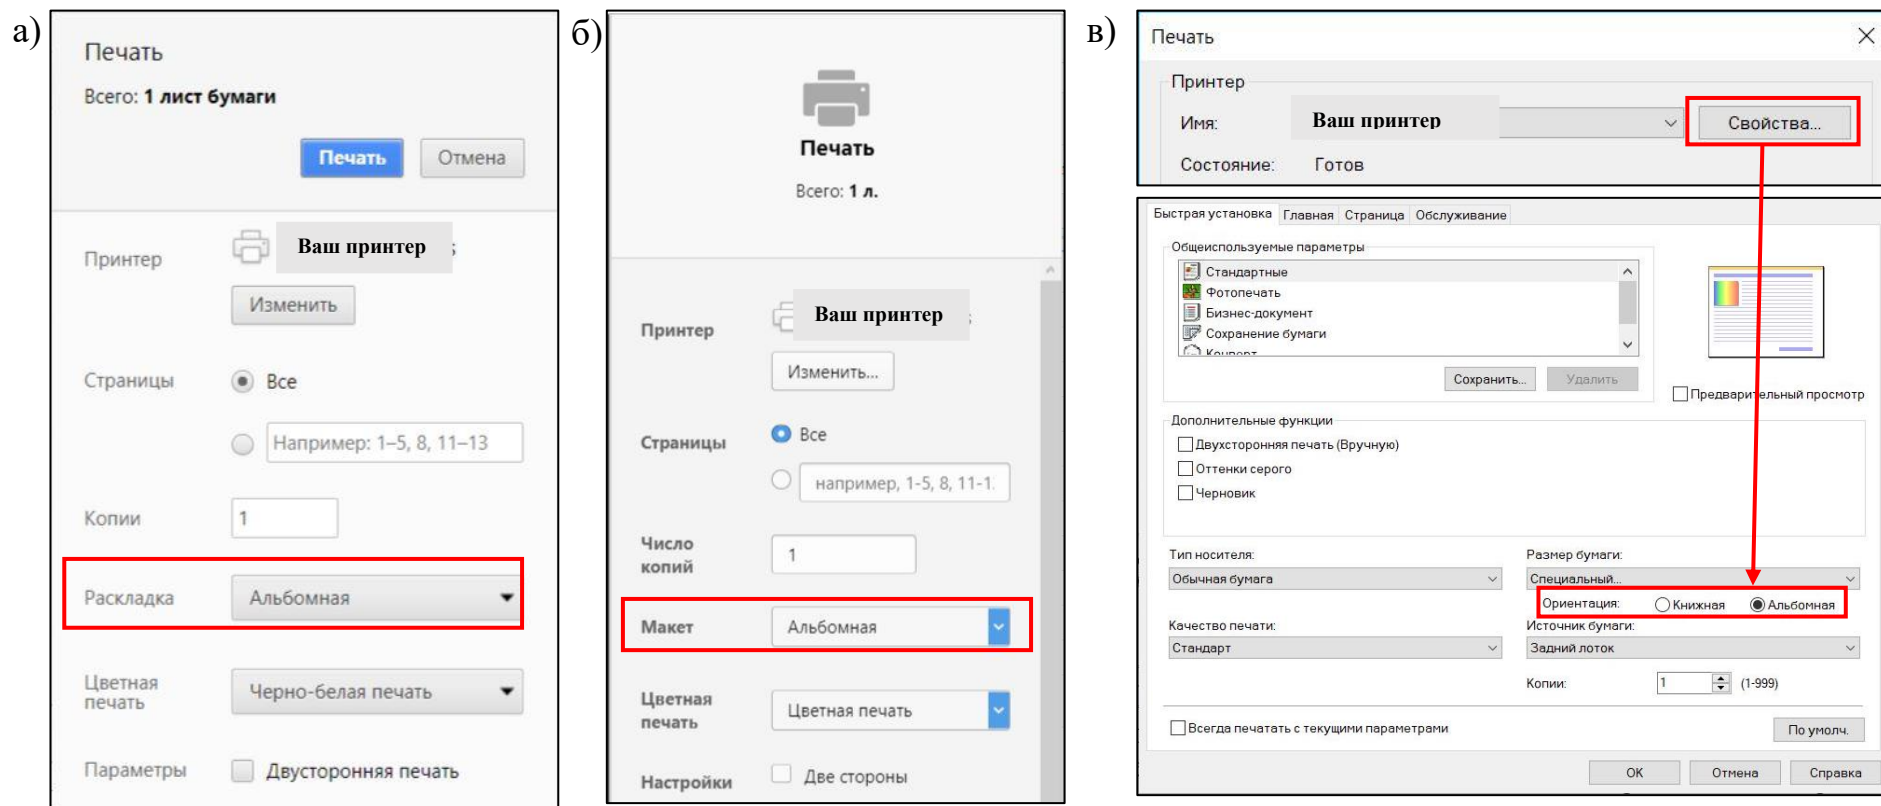 а)
Печать
Всего: 1 лист бумаги
Печать Отмена
Принтер Ваш принтер
Изменить
Страницы Все
Например: 1–5, 8, 11–13
Копии 1
Раскладка Альбомная
Цветная печать Черно-белая печать
Параметры Двусторонняя печать
б)
Печать
Всего: 1 л.
Принтер Ваш принтер
Изменить...
Страницы Все
например, 1-5, 8, 11-1
Число копий 1
Макет Альбомная
Цветная печать Цветная печать
Настройки Две стороны
в)
Печать
Принтер
Имя: Ваш принтер Свойства...
Состояние: Готов
Быстрая установка Главная Страница Обслуживание
Общеиспользуемые параметры
Стандартные
Фотопечать
Бизнес-документ
Сохранение бумаги
Конверт
Сохранить... Удалить
Предварительный просмотр
Дополнительные функции
Двухсторонняя печать (Вручную)
Оттенки серого
Черновик
Тип носителя: Размер бумаги:
Обычная бумага Специальный...
Ориентация: Книжная Альбомная
Качество печати: Источник бумаги:
Стандарт Задний лоток
Копии: 1 (1-999)
Всегда печатать с текущими параметрами По умолч.
OK Отмена Справка